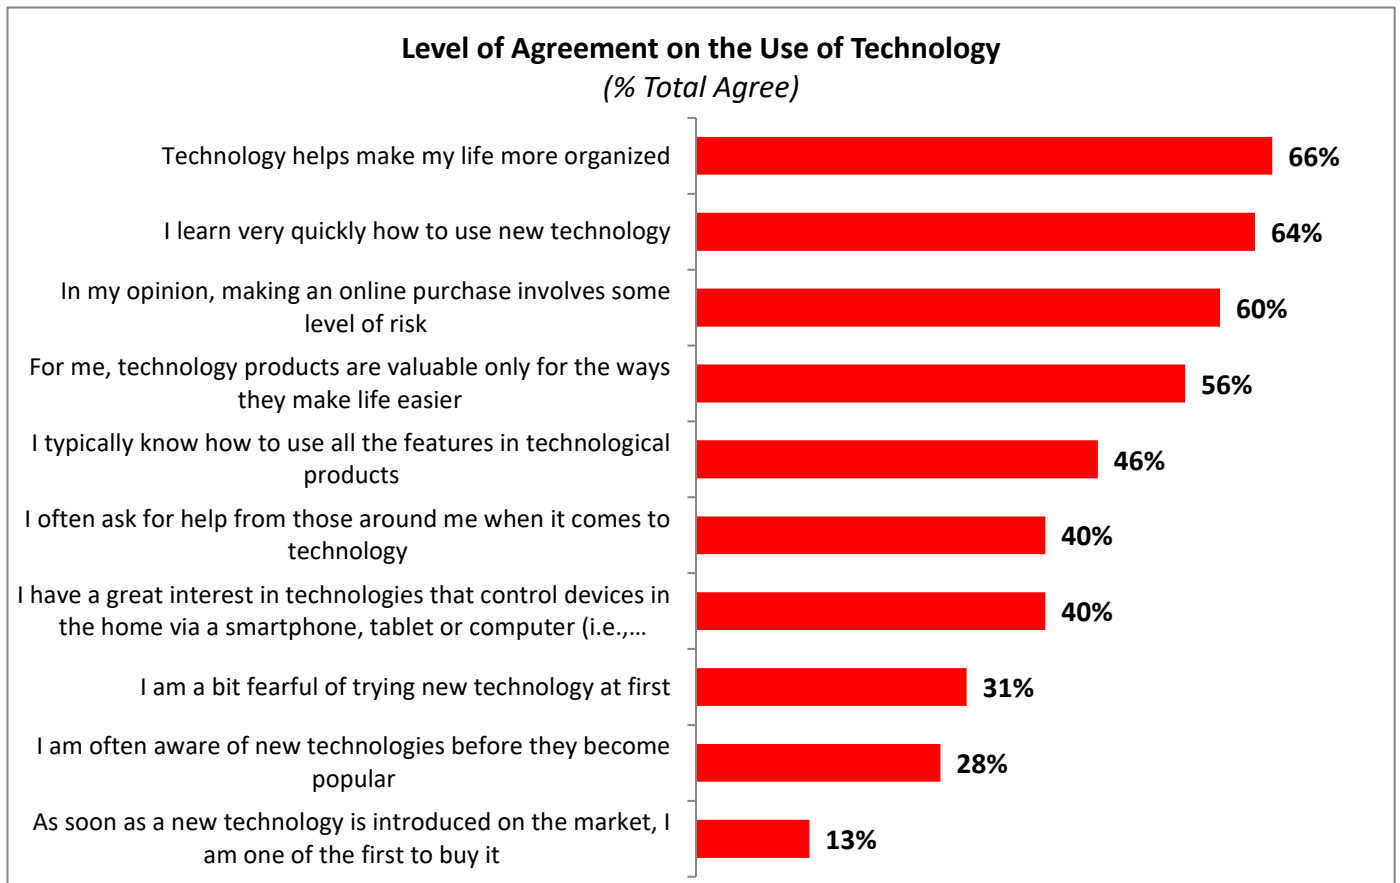 Level of Agreement on the Use of Technology
(% Total Agree)
Technology helps make my life more organized
66%
I learn very quickly how to use new technology
64%
In my opinion, making an online purchase involves some
level of risk
60%
For me, technology products are valuable only for the ways
they make life easier
56%
I typically know how to use all the features in technological
products
46%
I often ask for help from those around me when it comes to
technology
40%
I have a great interest in technologies that control devices in
the home via a smartphone, tablet or computer (i.e.,…
40%
I am a bit fearful of trying new technology at first
31%
I am often aware of new technologies before they become
popular
28%
As soon as a new technology is introduced on the market, I
am one of the first to buy it
13%